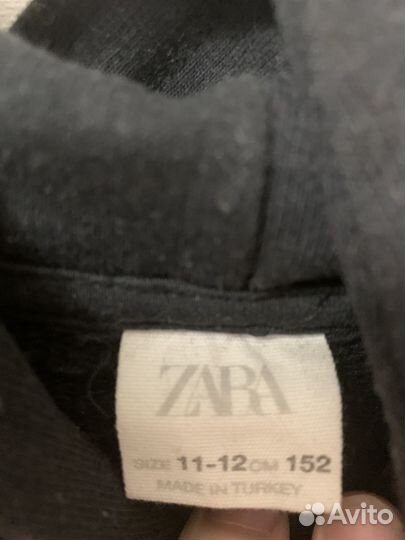 ZARA
SIZE 11-12 CM 152
MADE IN TURKEY
Avito